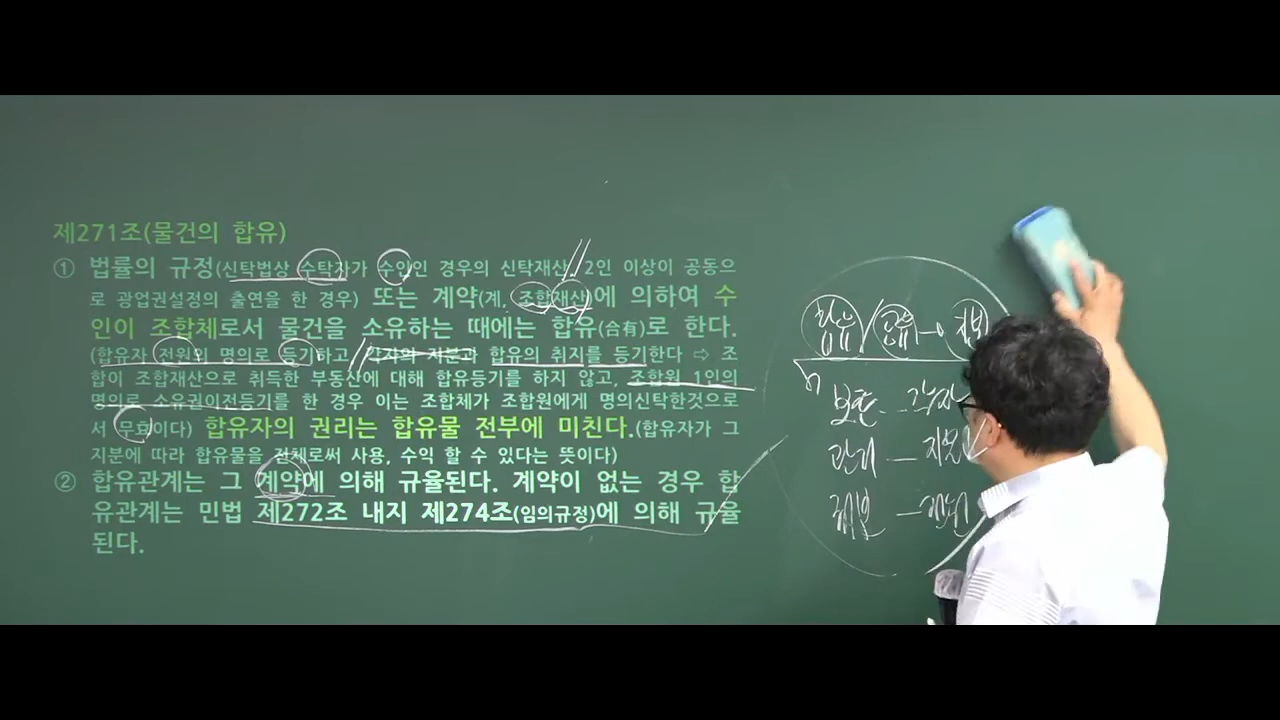 제271조(물건의 합유)
① 법률의 규정(신탁법상 수탁자가 수인인 경우의 신탁재산, 2인 이상이 공동으
로 광업권설정의 출연을 한 경우) 또는 계약(계, 조합재산)에 의하여 수
인이 조합체로서 물건을 소유하는 때에는 합유(合有)로 한다.
(합유자 전원의 명의로 등기하고, 각자의 지분과 합유의 취지를 등기한다 ⇨ 조
합이 조합재산으로 취득한 부동산에 대해 합유등기를 하지 않고, 조합원 1인의
명의로 소유권이전등기를 한 경우 이는 조합체가 조합원에게 명의신탁한것으로
서 무효이다) 합유자의 권리는 합유물 전부에 미친다.(합유자가 그
지분에 따라 합유물을 전체로써 사용, 수익 할 수 있다는 뜻이다)
② 합유관계는 그 계약에 의해 규율된다. 계약이 없는 경우 합
유관계는 민법 제272조 내지 제274조(임의규정)에 의해 규율
된다.
합유/공유→지분
보존 - 각자
관리 -